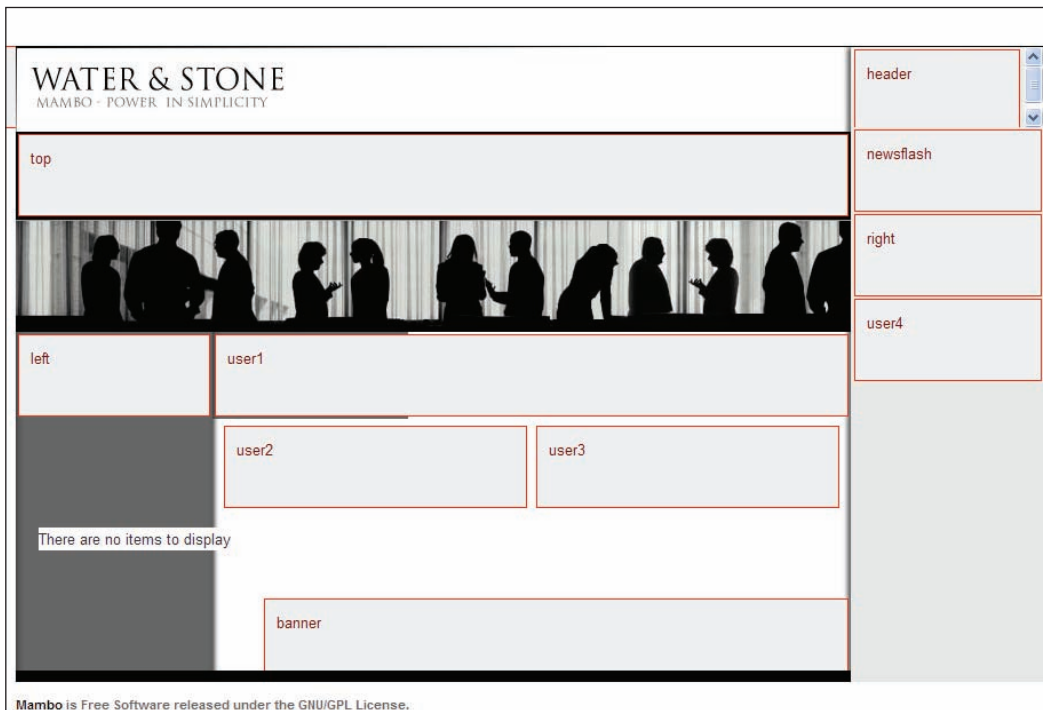 WATER & STONE
MAMBO - POWER IN SIMPLICITY
header
top
newsflash
right
user4
left
user1
user2
user3
There are no items to display
banner
Mambo is Free Software released under the GNU/GPL License.